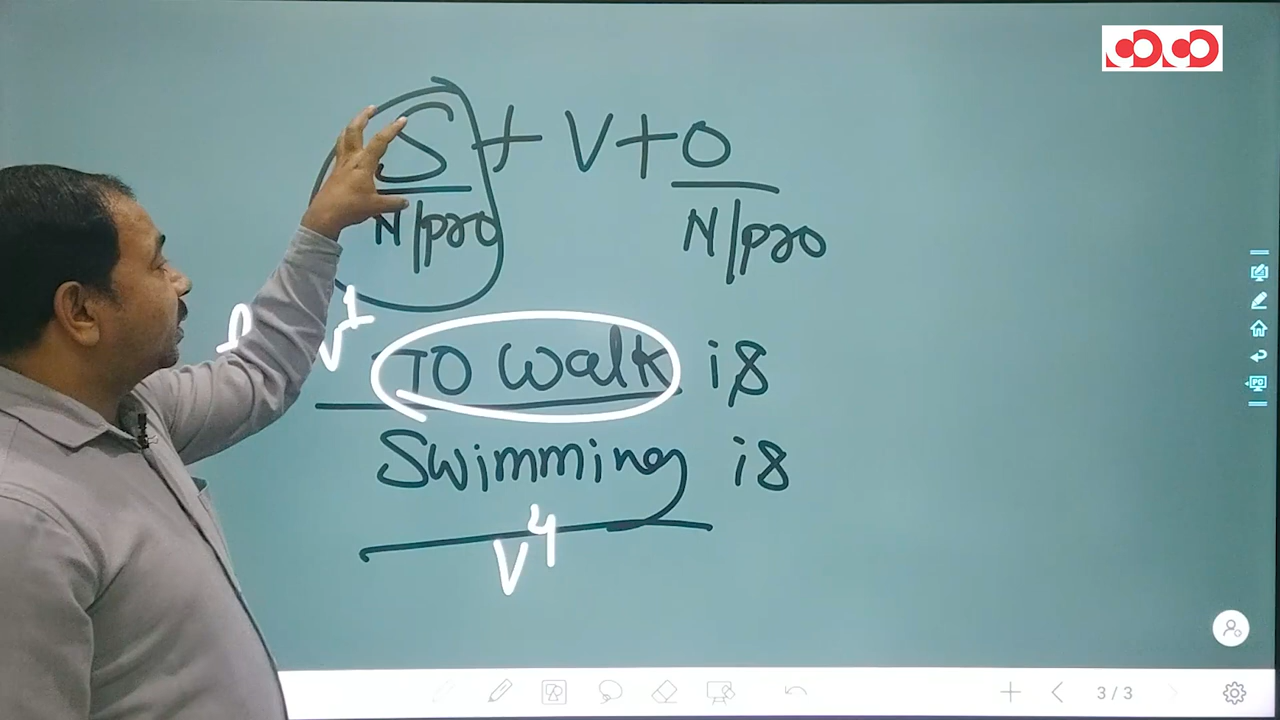 S + V + O
N/pro N/pro
V1
TO walk is
Swimming is
V4
3/3